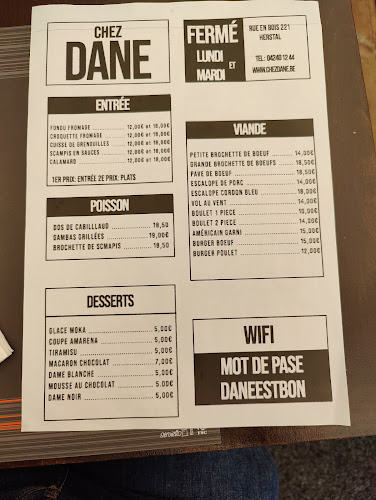 CHEZ
DANE
FERMÉ
LUNDI
ET
MARDI
RUE EN BOIS 221
HERSTAL
TEL: 04240 12 44
WWW.CHEZDANE.BE
ENTRÉE
FONDU FROMAGE 12,00€ et 18,00€
CROQUETTE FROMAGE 12,00€ et 18,00€
CUISSE DE GRENOUILLES 12,00€ et 18,00€
SCAMPIS EN SAUCES 12,00€ et 18,00€
CALAMARD 12,00€ et 18,00€
1ER PRIX: ENTRÉE 2E PRIX: PLATS
POISSON
DOS DE CABILLLAUD 18,50
GAMBAS GRILLÉES 19,00€
BROCHETTE DE SCMAPIS 18,50
VIANDE
PETITE BROCHETTE DE BOEUF 14,00€
GRANDE BROCHETTE DE BOEUFS 18,50€
PAVE DE BOEUF 18,50€
ESCALOPE DE PORC 14,00€
ESCALOPE CORDON BLEU 18,00€
VOL AU VENT 14,00€
BOULET 1 PIECE 10,00€
BOULET 2 PIECE 14,00€
AMÉRICAIN GARNI 15,00€
BURGER BOEUF 15,00€
BURGER POULET 12,00€
DESSERTS
GLACE MOKA 5,00€
COUPE AMARENA 5,00€
TIRAMISU 5,00€
MACARON CHOCOLAT 7,00€
DAME BLANCHE 5,00€
MOUSSE AU CHOCOLAT 5.00€
DAME NOIR 5,00€
WIFI
MOT DE PASE
DANEESTBON